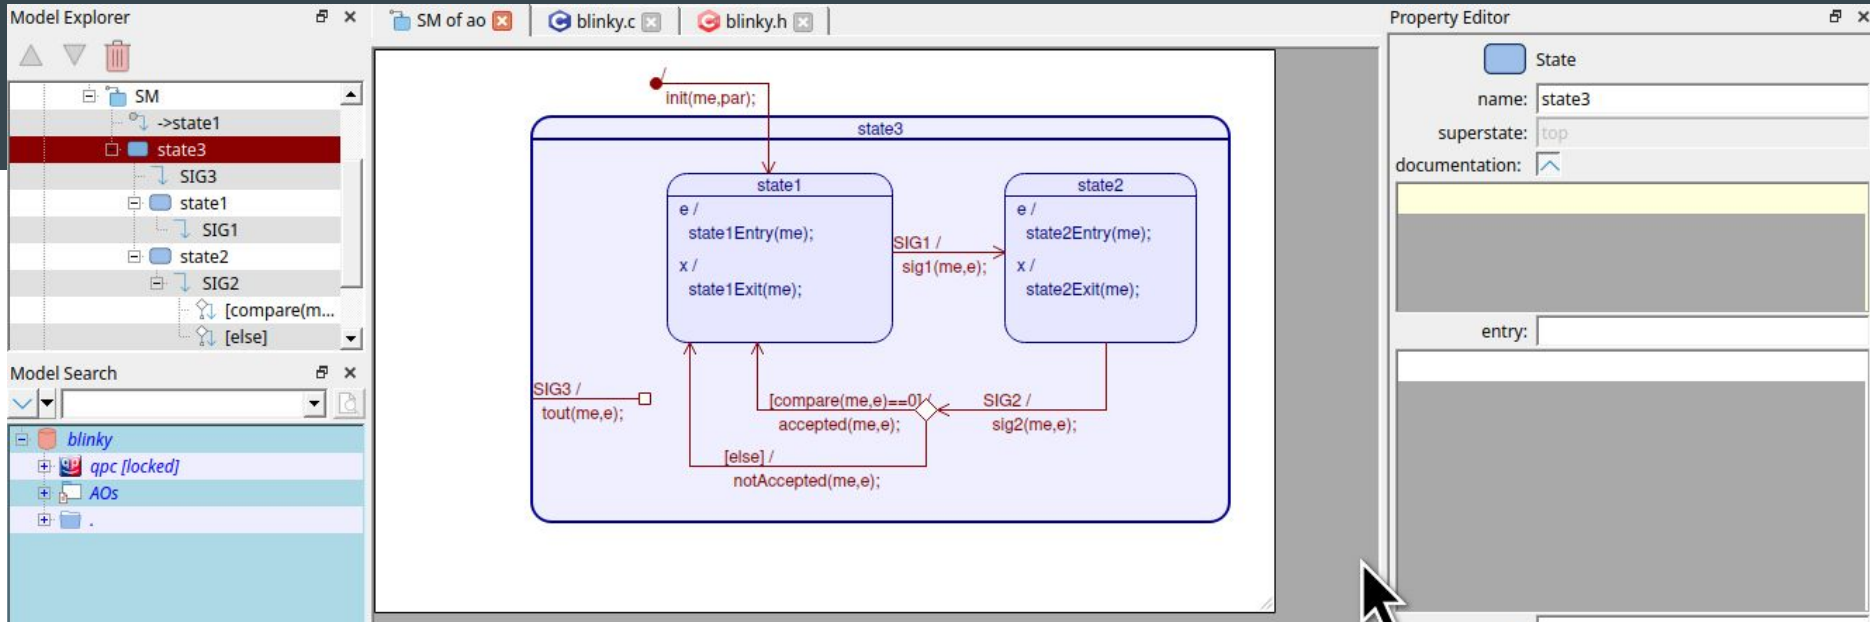 Model Explorer
SM
->state1
state3
SIG3
state1
SIG1
state2
SIG2
[compare(m...
[else]
Model Search
blinky
qpc [locked]
AOs
.
SM of ao
blinky.c
blinky.h
/
init(me,par);
state3
state1
e /
state1Entry(me);
x /
state1Exit(me);
SIG1 /
sig1(me,e);
state2
e /
state2Entry(me);
x /
state2Exit(me);
SIG3 /
tout(me,e);
[compare(me,e)==0] /
accepted(me,e);
SIG2 /
sig2(me,e);
[else] /
notAccepted(me,e);
Property Editor
State
name: state3
superstate: top
documentation:
entry: